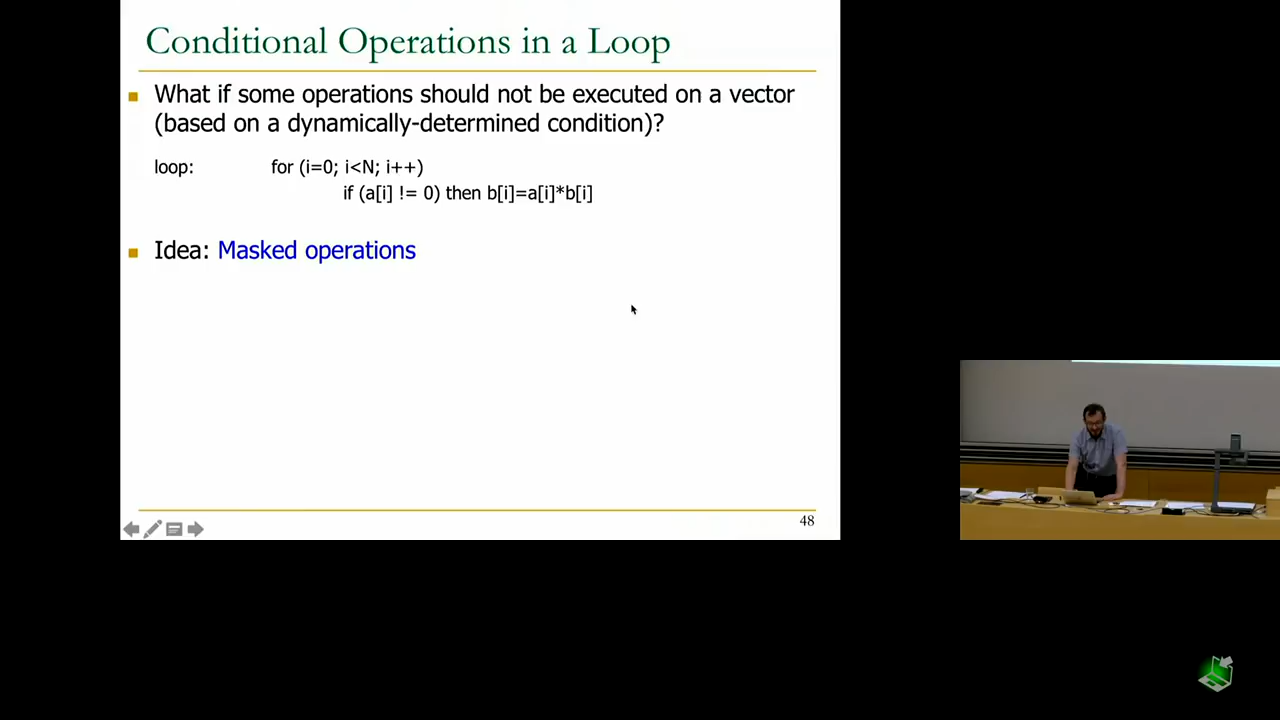 Conditional Operations in a Loop
What if some operations should not be executed on a vector
(based on a dynamically-determined condition)?
loop: for (i=0; i<N; i++)
if (a[i] != 0) then b[i]=a[i]*b[i]
Idea: Masked operations
48